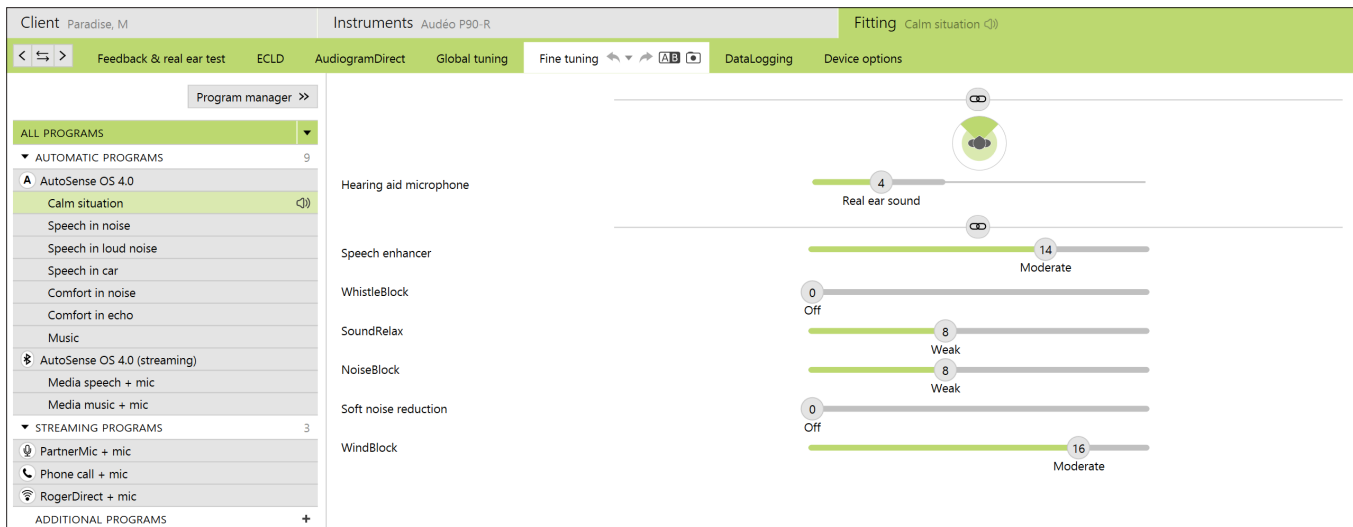 Client Paradise, M
Instruments Audéo P90-R
Fitting Calm situation
Feedback & real ear test
ECLD
AudiogramDirect
Global tuning
Fine tuning
AB
DataLogging
Device options
Program manager
ALL PROGRAMS
AUTOMATIC PROGRAMS 9
A AutoSense OS 4.0
Calm situation
Speech in noise
Speech in loud noise
Speech in car
Comfort in noise
Comfort in echo
Music
AutoSense OS 4.0 (streaming)
Media speech + mic
Media music + mic
STREAMING PROGRAMS 3
PartnerMic + mic
Phone call + mic
RogerDirect + mic
ADDITIONAL PROGRAMS +
Hearing aid microphone 4
Real ear sound
Speech enhancer 14
Moderate
WhistleBlock 0
Off
SoundRelax 8
Weak
NoiseBlock 8
Weak
Soft noise reduction 0
Off
WindBlock 16
Moderate